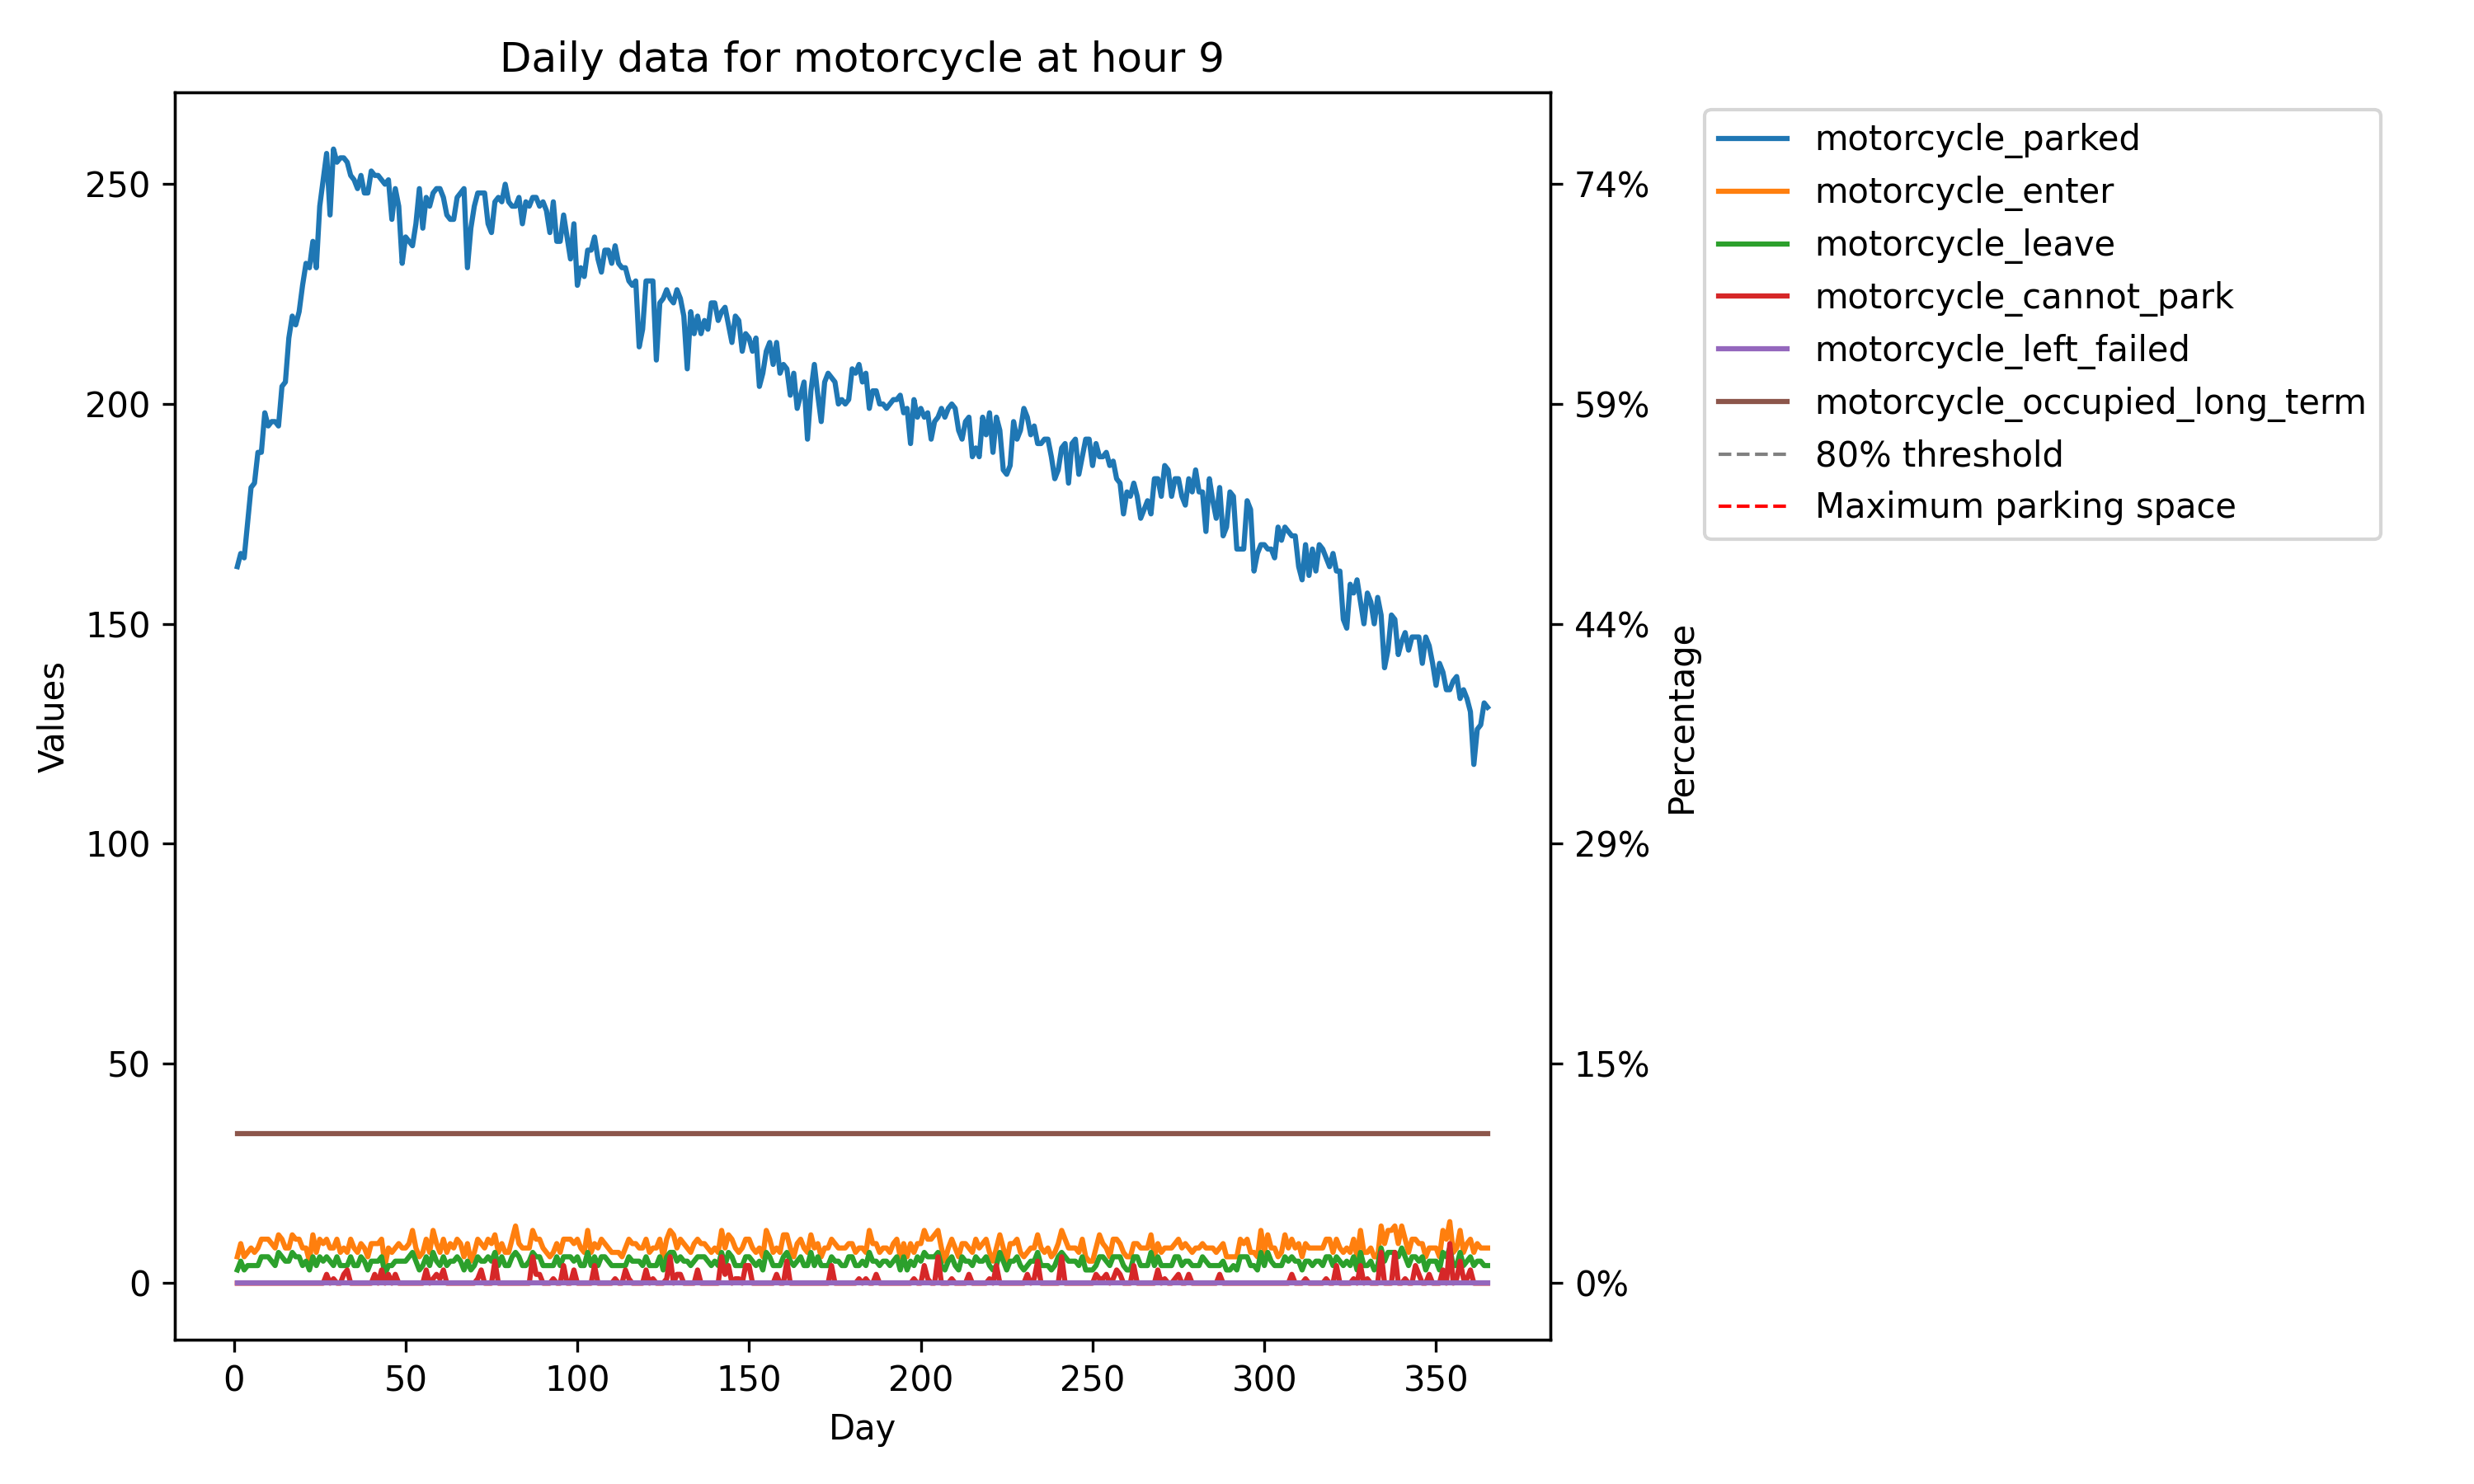 Daily data for motorcycle at hour 9
motorcycle_parked
motorcycle_enter
motorcycle_leave
motorcycle_cannot_park
motorcycle_left_failed
motorcycle_occupied_long_term
80% threshold
Maximum parking space
Values
250
200
150
100
50
0
74%
59%
44%
29%
15%
0%
Percentage
0 50 100 150 200 250 300 350
Day